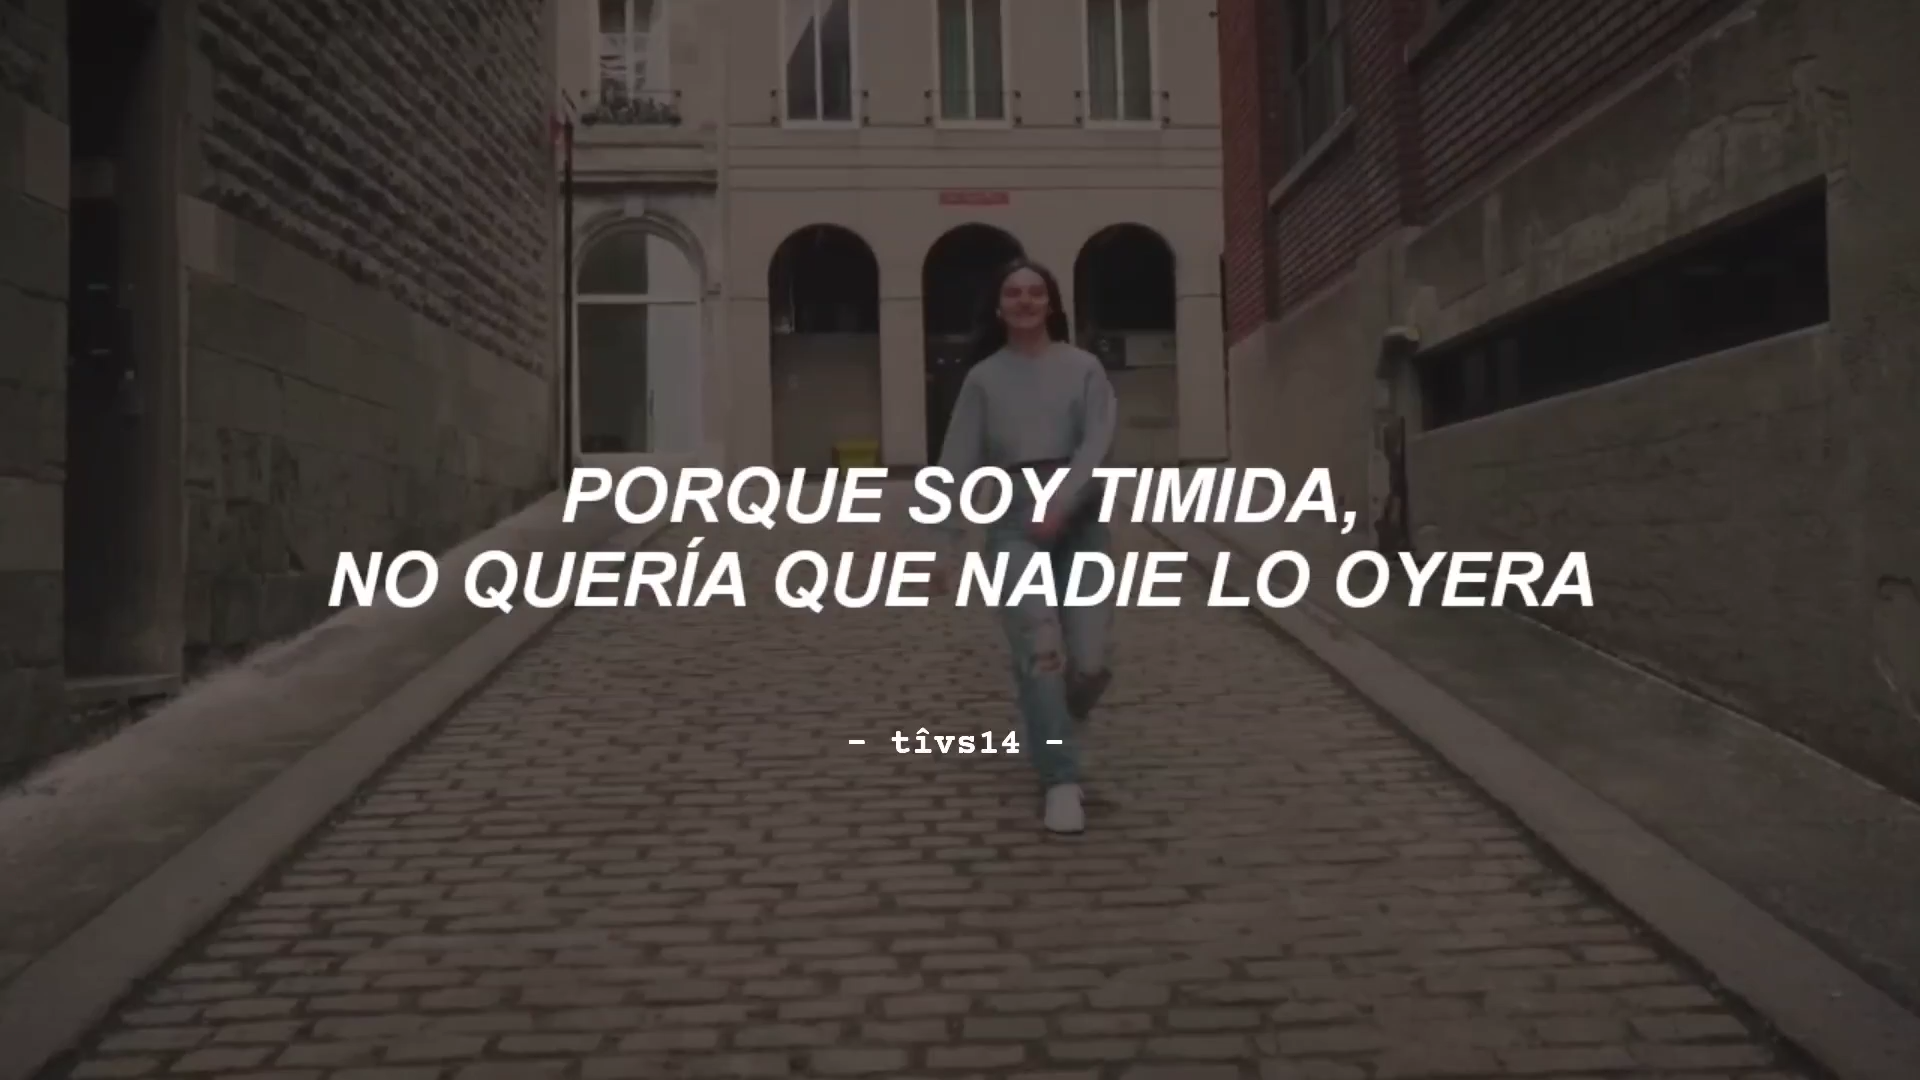 PORQUE SOY TIMIDA,
NO QUERÍA QUE NADIE LO OYERA
- tîvs14 -